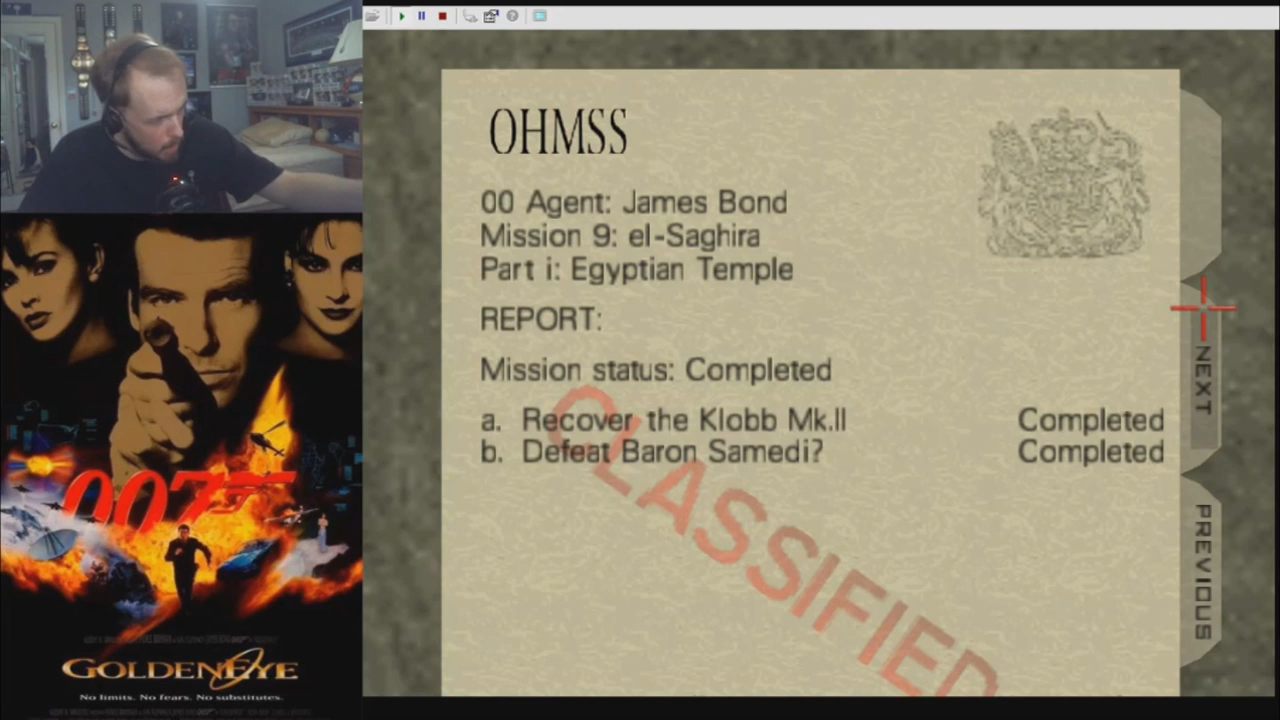 OHMSS
00 Agent: James Bond
Mission 9: el-Saghira
Part i: Egyptian Temple
REPORT:
Mission status: Completed
a. Recover the Klobb Mk.II Completed
b. Defeat Baron Samedi? Completed
CLASSIFIED
NEXT
PREVIOUS
007
GOLDENEYE
No limits. No fears. No substitutes.